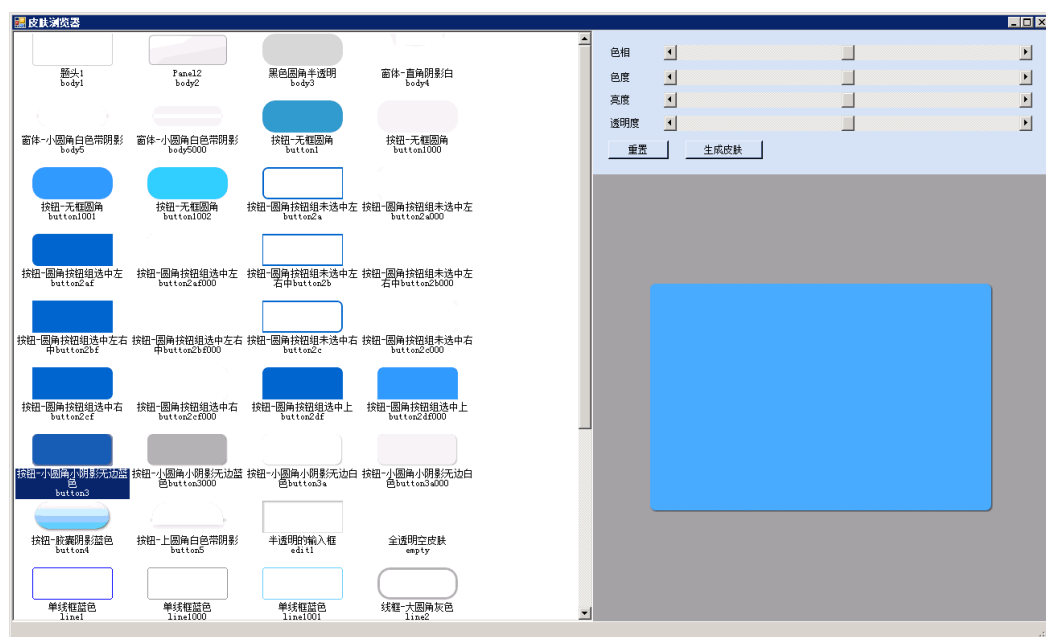 皮肤浏览器
色相
色度
亮度
透明度
重置 生成皮肤
题头1 Panel2 黑色圆角半透明 窗体-直角阴影白
body1 body2 body3 body4
窗体-小圆角白色带阴影 窗体-小圆角白色带阴影 按钮-无框圆角 按钮-无框圆角
body5 body5000 button1 button1000
按钮-无框圆角 按钮-无框圆角 按钮-圆角按钮组未选中左 按钮-圆角按钮组未选中左
button1001 button1002 button2a button2a000
按钮-圆角按钮组选中左 按钮-圆角按钮组选中左 按钮-圆角按钮组未选中左 按钮-圆角按钮组未选中左
button2af button2af000 右中button2b 右中button2b000
按钮-圆角按钮组选中左右 按钮-圆角按钮组选中左右 按钮-圆角按钮组未选中右 按钮-圆角按钮组未选中右
中button2bf 中button2bf000 button2c button2c000
按钮-圆角按钮组选中右 按钮-圆角按钮组选中右 按钮-圆角按钮组选中上 按钮-圆角按钮组选中上
button2cf button2cf000 button2df button2df000
按钮-小圆角小阴影无边蓝 按钮-小圆角小阴影无边蓝 按钮-小圆角小阴影无边白 按钮-小圆角小阴影无边白
色 色button3000 色button3a 色button3a000
button3
按钮-胶囊阴影蓝色 按钮-上圆角白色带阴影 半透明的输入框 全透明空皮肤
button4 button5 edit1 empty
单线框蓝色 单线框蓝色 单线框蓝色 线框-大圆角灰色
line1 line1000 line1001 line2